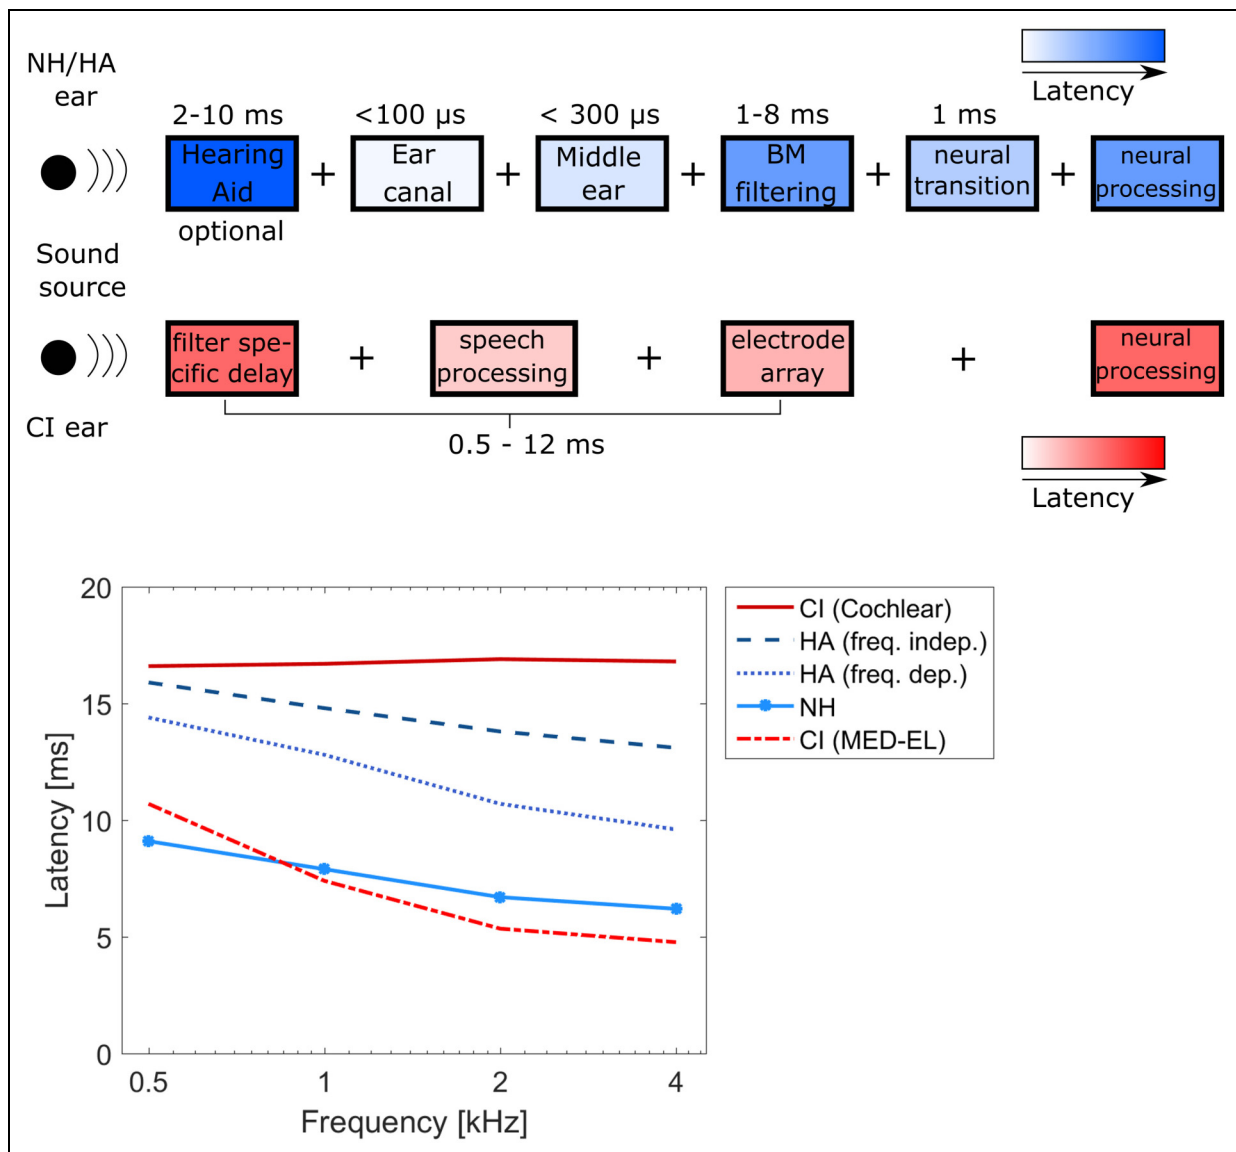 NH/HA
ear
2-10 ms
<100 µs
< 300 µs
1-8 ms
1 ms
Latency
Hearing
Aid
+
Ear
canal
+
Middle
ear
+
BM
filtering
+
neural
transition
+
neural
processing
optional
Sound
source
filter spe-
cific delay
+
speech
processing
+
electrode
array
+
neural
processing
CI ear
0.5 - 12 ms
Latency
20
15
10
5
0
Latency [ms]
0.5
1
2
4
Frequency [kHz]
CI (Cochlear)
HA (freq. indep.)
HA (freq. dep.)
NH
CI (MED-EL)